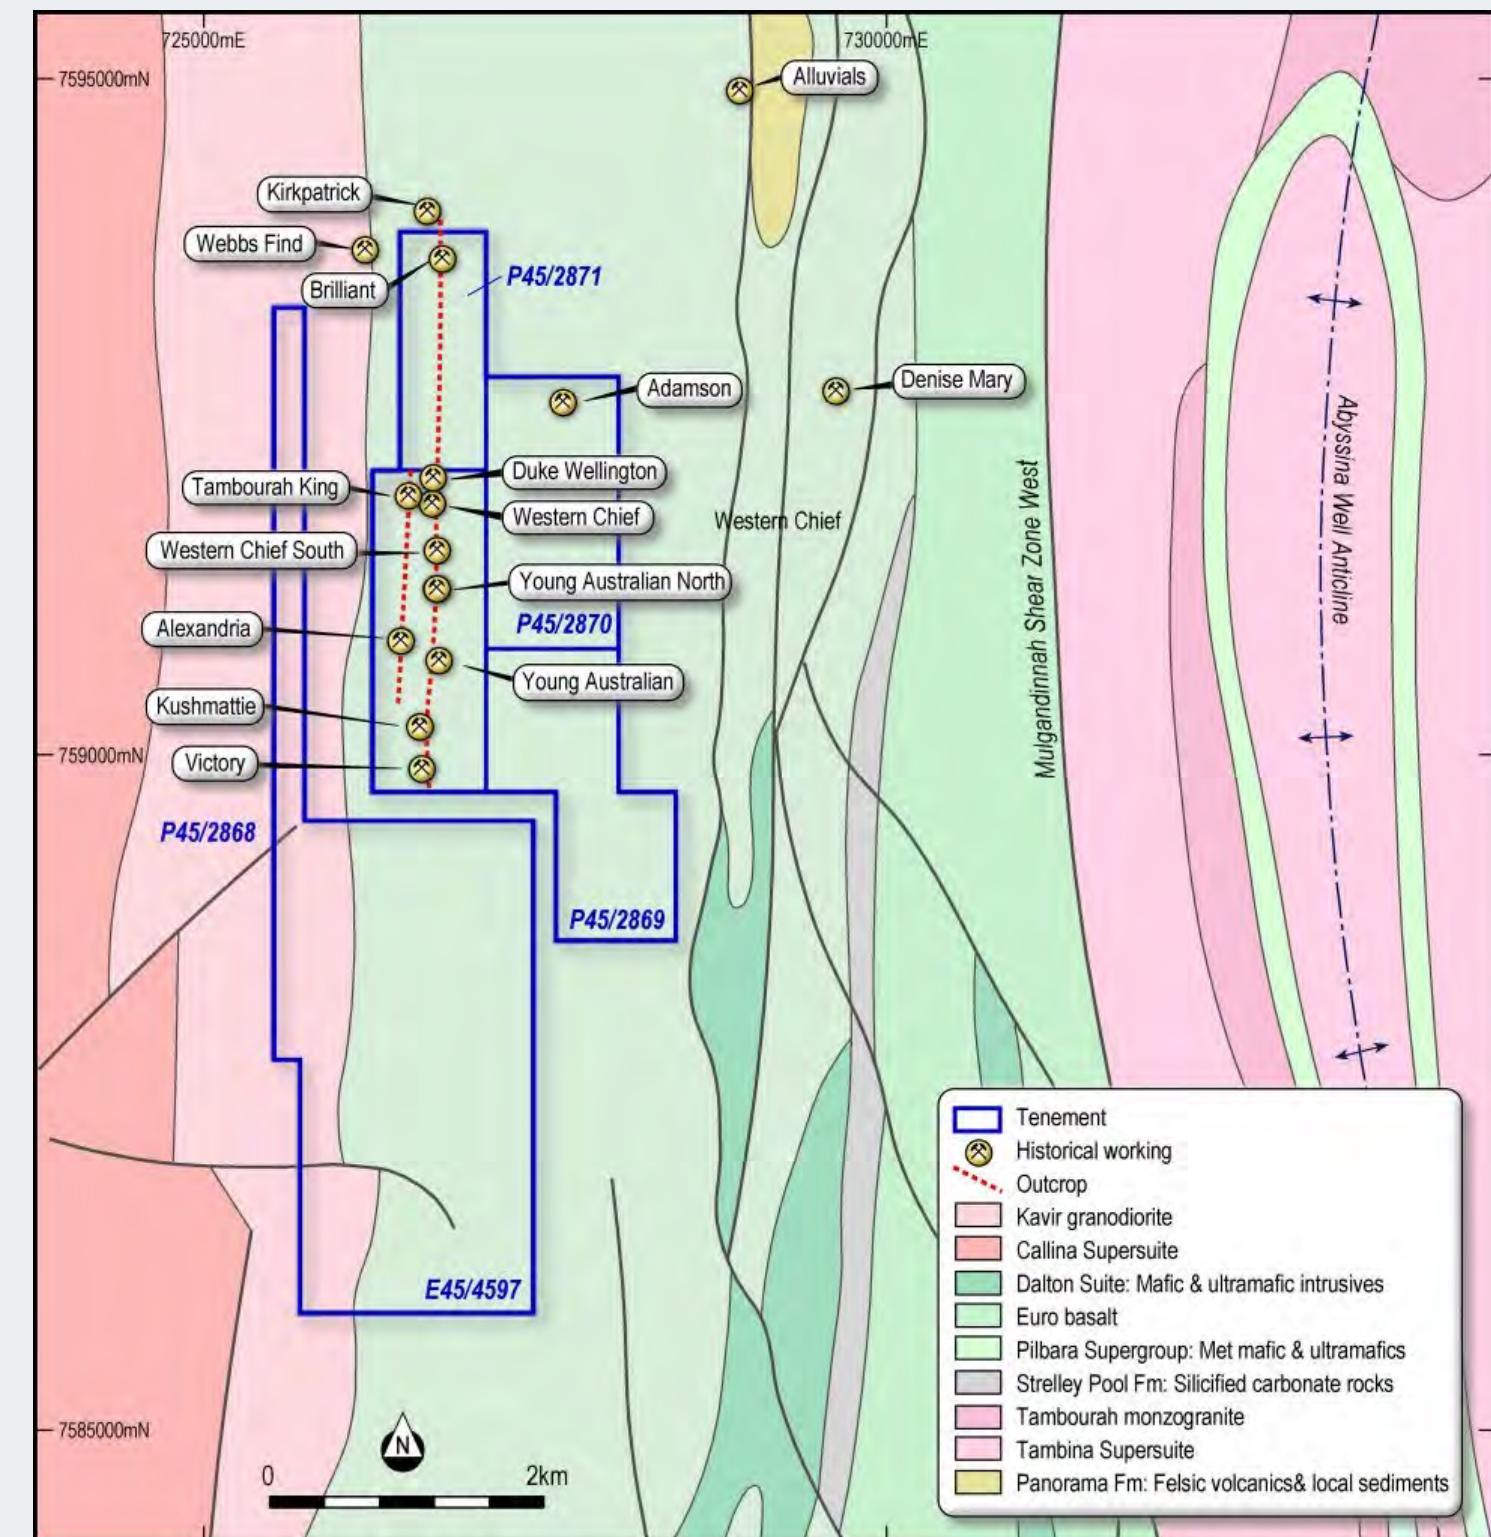 725000mE
730000mE
7595000mN
Alluvials
Kirkpatrick
Webbs Find
Brilliant
P45/2871
Adamson
Denise Mary
Duke Wellington
Tambourah King
Western Chief
Western Chief
Western Chief South
Young Australian North
P45/2870
Alexandria
Young Australian
Kushmattie
759000mN
Victory
P45/2868
P45/2869
E45/4597
Mulgandinnah Shear Zone West
Abyssina Well Anticline
7585000mN
N
0 2km
Tenement
Historical working
Outcrop
Kavir granodiorite
Callina Supersuite
Dalton Suite: Mafic & ultramafic intrusives
Euro basalt
Pilbara Supergroup: Met mafic & ultramafics
Strelley Pool Fm: Silicified carbonate rocks
Tambourah monzogranite
Tambina Supersuite
Panorama Fm: Felsic volcanics& local sediments